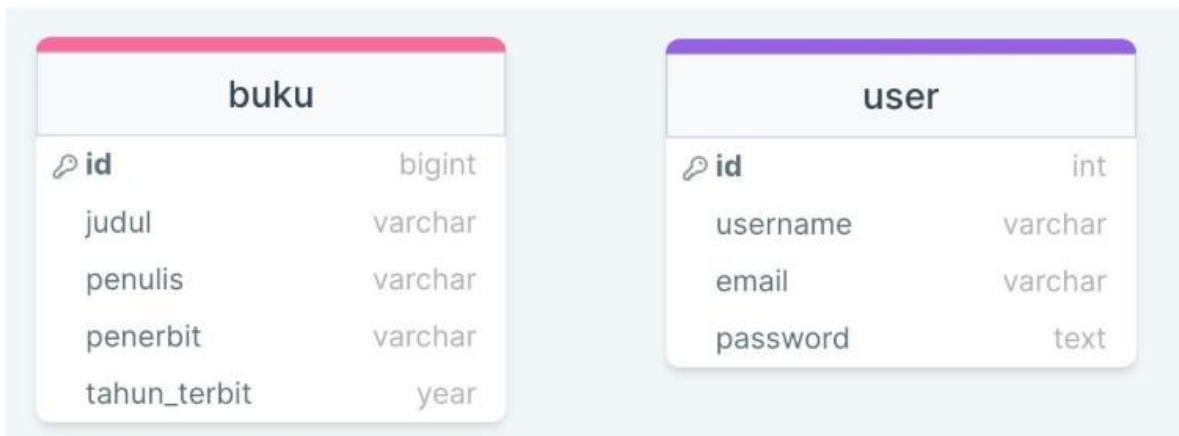 buku
id bigint
judul varchar
penulis varchar
penerbit varchar
tahun_terbit year
user
id int
username varchar
email varchar
password text